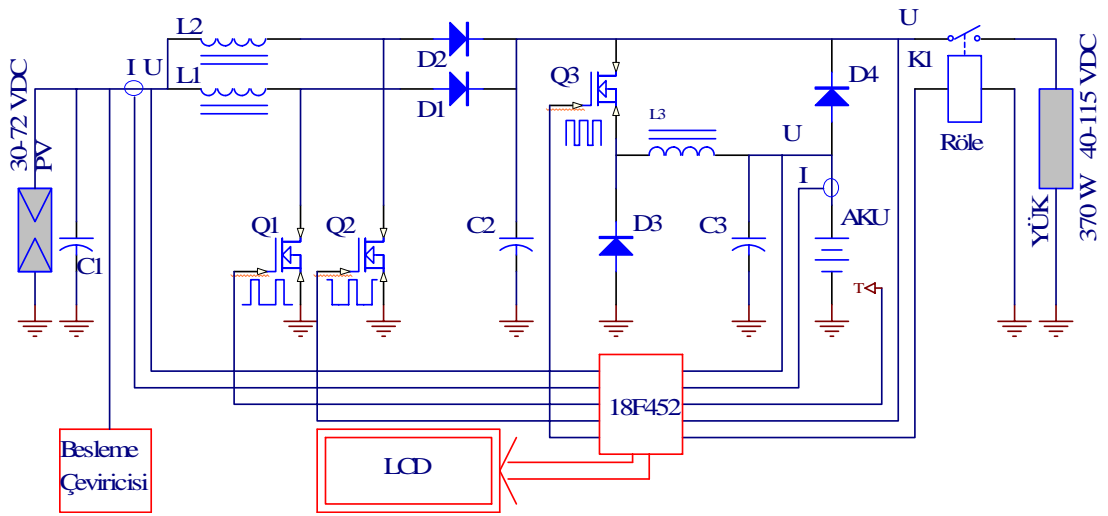 L2
I U
L1
D2
D1
Q3
U
K1
D4
30-72 VDC
PV
L3
U
Röle
40-115 VDC
370 W
I
YÜK
C1
Q1
Q2
C2
D3
C3
AKU
T
18F452
Besleme
Çeviricisi
LCD